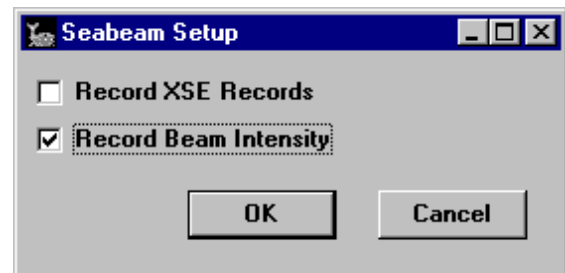 Seabeam Setup
Record XSE Records
Record Beam Intensity
OK Cancel